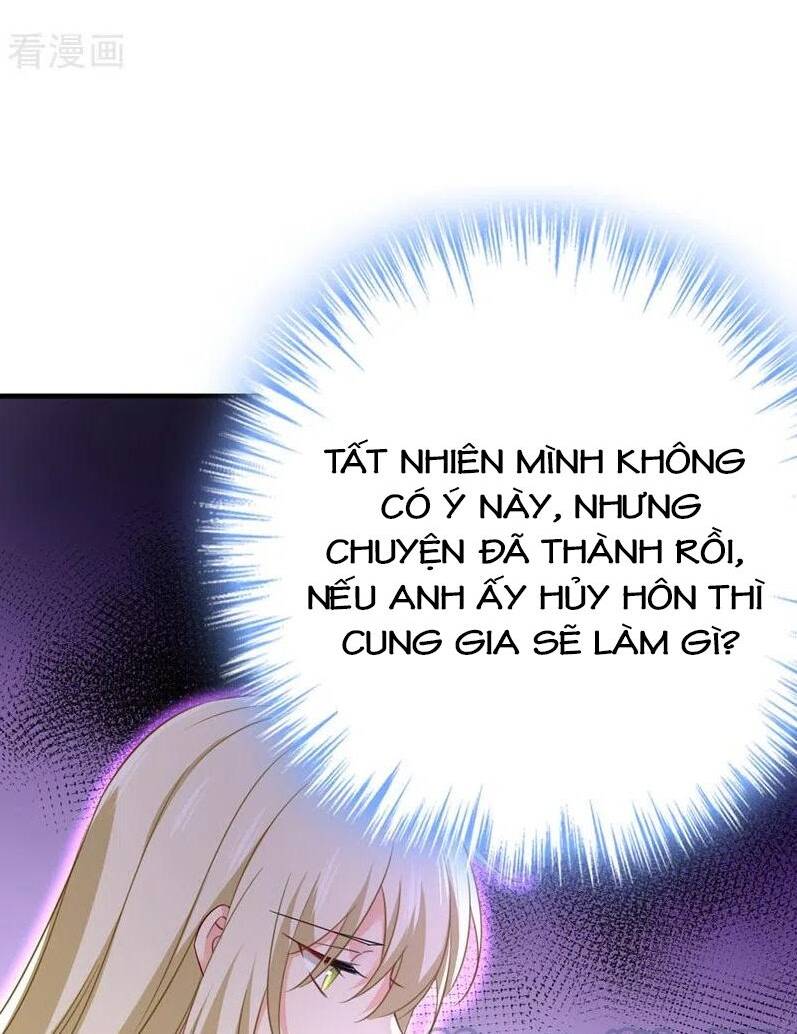 看漫画
TẤT NHIÊN MÌNH KHÔNG
CÓ Ý NÀY, NHƯNG
CHUYỆN ĐÃ THÀNH RỒI,
NẾU ANH ẤY HỦY HÔN THÌ
CUNG GIA SẼ LÀM GÌ?